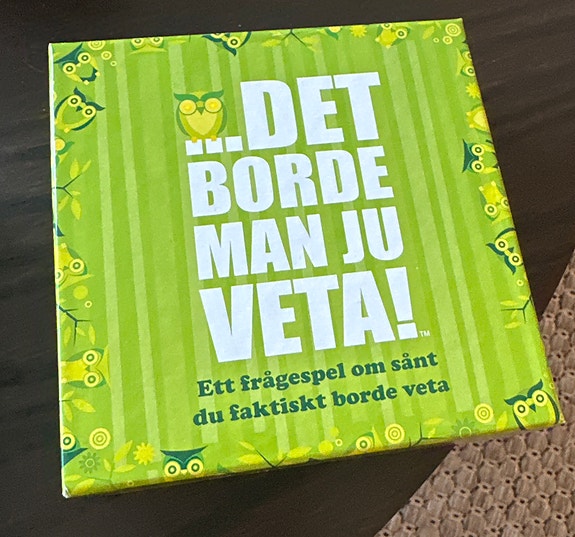 ...DET
BORDE
MAN JU
VETA!™
Ett frågespel om sånt
du faktiskt borde veta